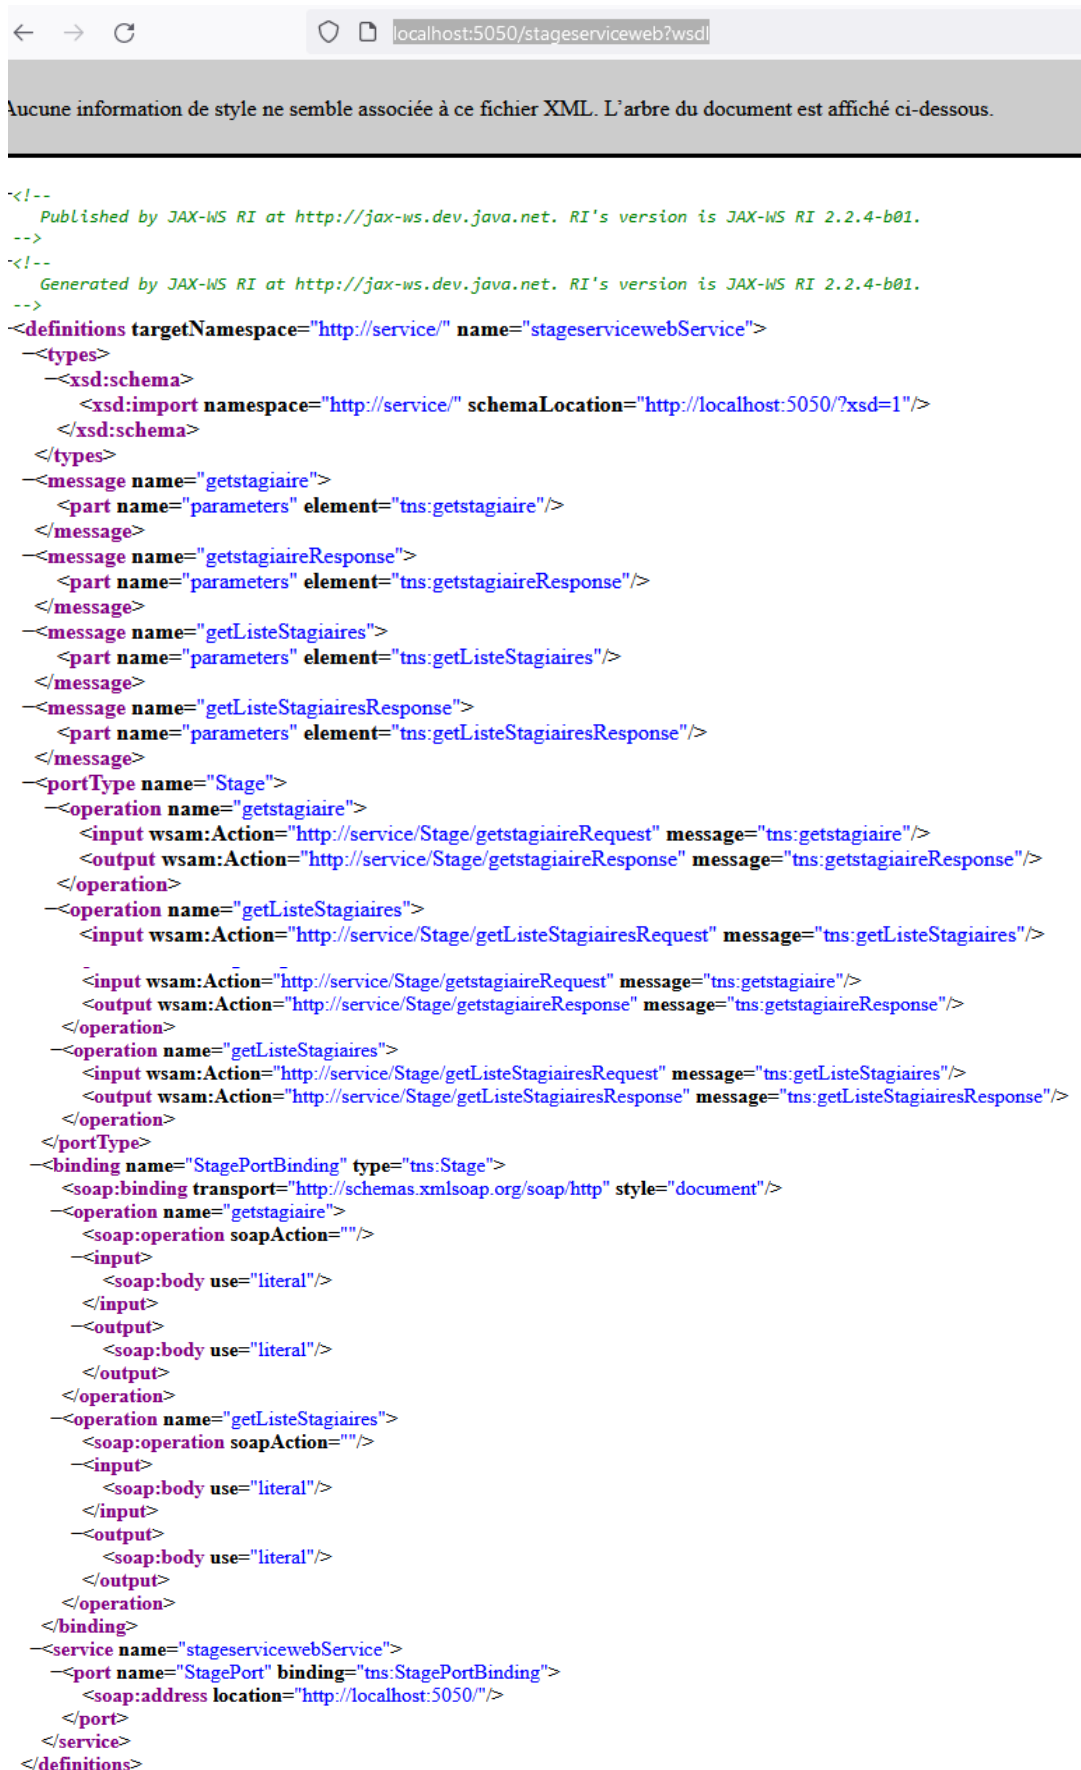 localhost:5050/stageserviceweb?wsdl
Aucune information de style ne semble associée à ce fichier XML. L'arbre du document est affiché ci-dessous.
-<!--
Published by JAX-WS RI at http://jax-ws.dev.java.net. RI's version is JAX-WS RI 2.2.4-b01.
-->
-<!--
Generated by JAX-WS RI at http://jax-ws.dev.java.net. RI's version is JAX-WS RI 2.2.4-b01.
-->
-<definitions targetNamespace="http://service/" name="stageservicewebService">
-<types>
-<xsd:schema>
<xsd:import namespace="http://service/" schemaLocation="http://localhost:5050/?xsd=1"/>
</xsd:schema>
</types>
-<message name="getstagiaire">
<part name="parameters" element="tns:getstagiaire"/>
</message>
-<message name="getstagiaireResponse">
<part name="parameters" element="tns:getstagiaireResponse"/>
</message>
-<message name="getListeStagiaires">
<part name="parameters" element="tns:getListeStagiaires"/>
</message>
-<message name="getListeStagiairesResponse">
<part name="parameters" element="tns:getListeStagiairesResponse"/>
</message>
-<portType name="Stage">
-<operation name="getstagiaire">
<input wsam:Action="http://service/Stage/getstagiaireRequest" message="tns:getstagiaire"/>
<output wsam:Action="http://service/Stage/getstagiaireResponse" message="tns:getstagiaireResponse"/>
</operation>
-<operation name="getListeStagiaires">
<input wsam:Action="http://service/Stage/getListeStagiairesRequest" message="tns:getListeStagiaires"/>
<input wsam:Action="http://service/Stage/getstagiaireRequest" message="tns:getstagiaire"/>
<output wsam:Action="http://service/Stage/getstagiaireResponse" message="tns:getstagiaireResponse"/>
</operation>
-<operation name="getListeStagiaires">
<input wsam:Action="http://service/Stage/getListeStagiairesRequest" message="tns:getListeStagiaires"/>
<output wsam:Action="http://service/Stage/getListeStagiairesResponse" message="tns:getListeStagiairesResponse"/>
</operation>
</portType>
-<binding name="StagePortBinding" type="tns:Stage">
<soap:binding transport="http://schemas.xmlsoap.org/soap/http" style="document"/>
-<operation name="getstagiaire">
<soap:operation soapAction=""/>
-<input>
<soap:body use="literal"/>
</input>
-<output>
<soap:body use="literal"/>
</output>
</operation>
-<operation name="getListeStagiaires">
<soap:operation soapAction=""/>
-<input>
<soap:body use="literal"/>
</input>
-<output>
<soap:body use="literal"/>
</output>
</operation>
</binding>
-<service name="stageservicewebService">
-<port name="StagePort" binding="tns:StagePortBinding">
<soap:address location="http://localhost:5050/"/>
</port>
</service>
</definitions>